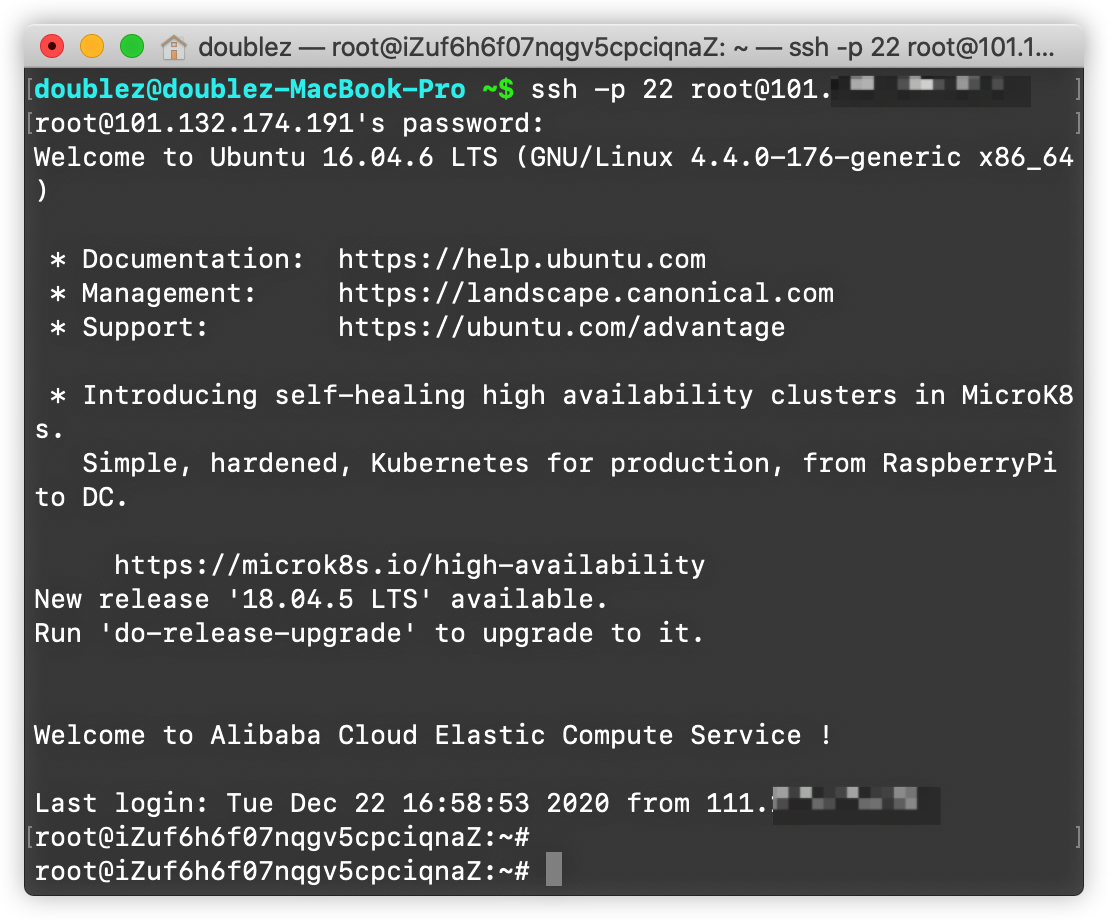 doublez — root@iZuf6h6f07nqgv5cpciqnaZ: ~ — ssh -p 22 root@101.1...
[doublez@doublez-MacBook-Pro ~$ ssh -p 22 root@101. ]
[root@101.132.174.191's password: ]
Welcome to Ubuntu 16.04.6 LTS (GNU/Linux 4.4.0-176-generic x86_64
)
* Documentation:  https://help.ubuntu.com
* Management:     https://landscape.canonical.com
* Support:        https://ubuntu.com/advantage
* Introducing self-healing high availability clusters in MicroK8
s.
Simple, hardened, Kubernetes for production, from RaspberryPi
to DC.
https://microk8s.io/high-availability
New release '18.04.5 LTS' available.
Run 'do-release-upgrade' to upgrade to it.
Welcome to Alibaba Cloud Elastic Compute Service !
Last login: Tue Dec 22 16:58:53 2020 from 111.
[root@iZuf6h6f07nqgv5cpciqnaZ:~# ]
root@iZuf6h6f07nqgv5cpciqnaZ:~#